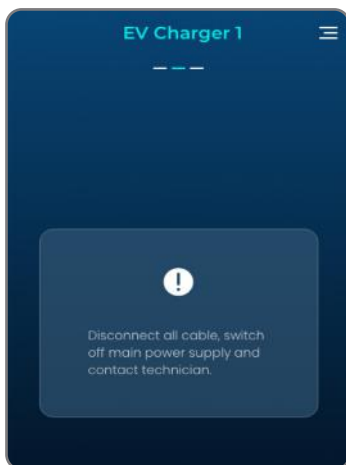 EV Charger 1
Disconnect all cable, switch
off main power supply and
contact technician.